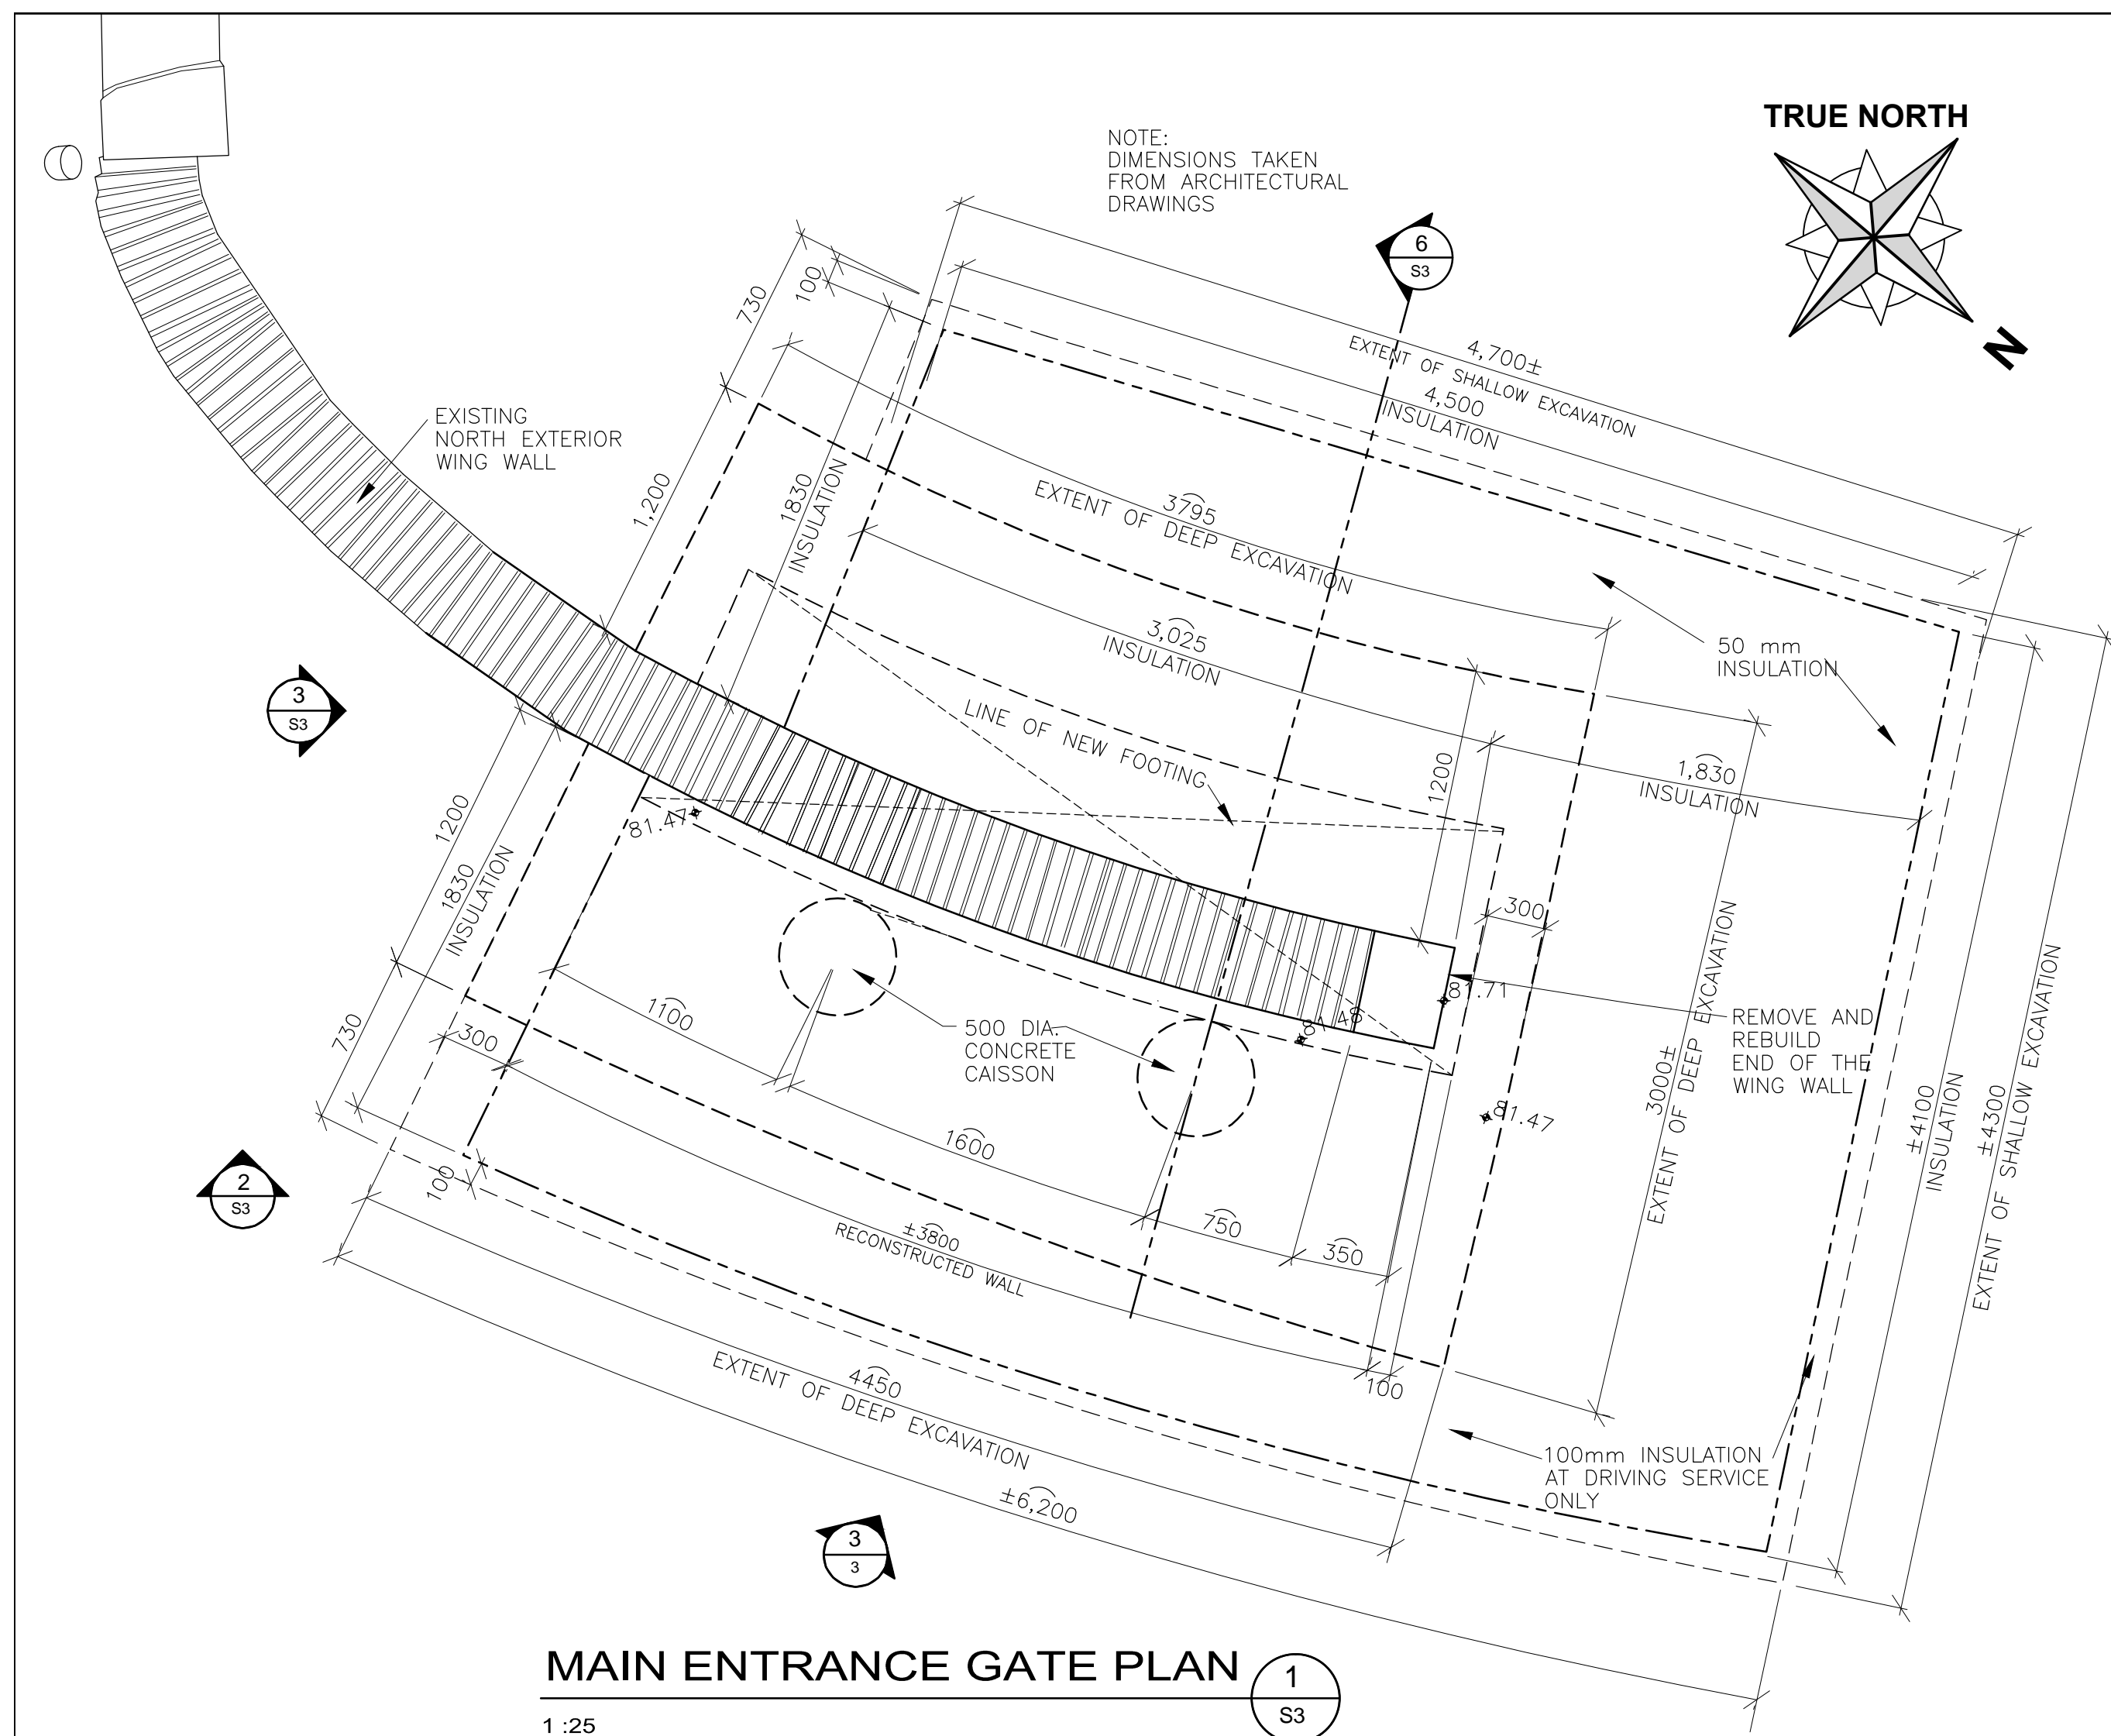 TRUE NORTH
N
NOTE:
DIMENSIONS TAKEN
FROM ARCHITECTURAL
DRAWINGS
6
S3
730
100
4,700±
EXTENT OF SHALLOW EXCAVATION
4,500
INSULATION
EXISTING
NORTH EXTERIOR
WING WALL
1,200
1830
INSULATION
3795
EXTENT OF DEEP EXCAVATION
3,025
INSULATION
50 mm
INSULATION
3
S3
LINE OF NEW FOOTING
1200
1,830
INSULATION
81.47
1200
1830
INSULATION
300
81.71
81.48
REMOVE AND
REBUILD
END OF THE
WING WALL
3000±
EXTENT OF DEEP EXCAVATION
±4100
INSULATION
±4300
EXTENT OF SHALLOW EXCAVATION
730
300
1100
500 DIA.
CONCRETE
CAISSON
81.47
1600
750
350
2
S3
100
±3800
RECONSTRUCTED WALL
100
4450
EXTENT OF DEEP EXCAVATION
±6,200
100mm INSULATION
AT DRIVING SERVICE
ONLY
3
3
MAIN ENTRANCE GATE PLAN
1
S3
1 :25